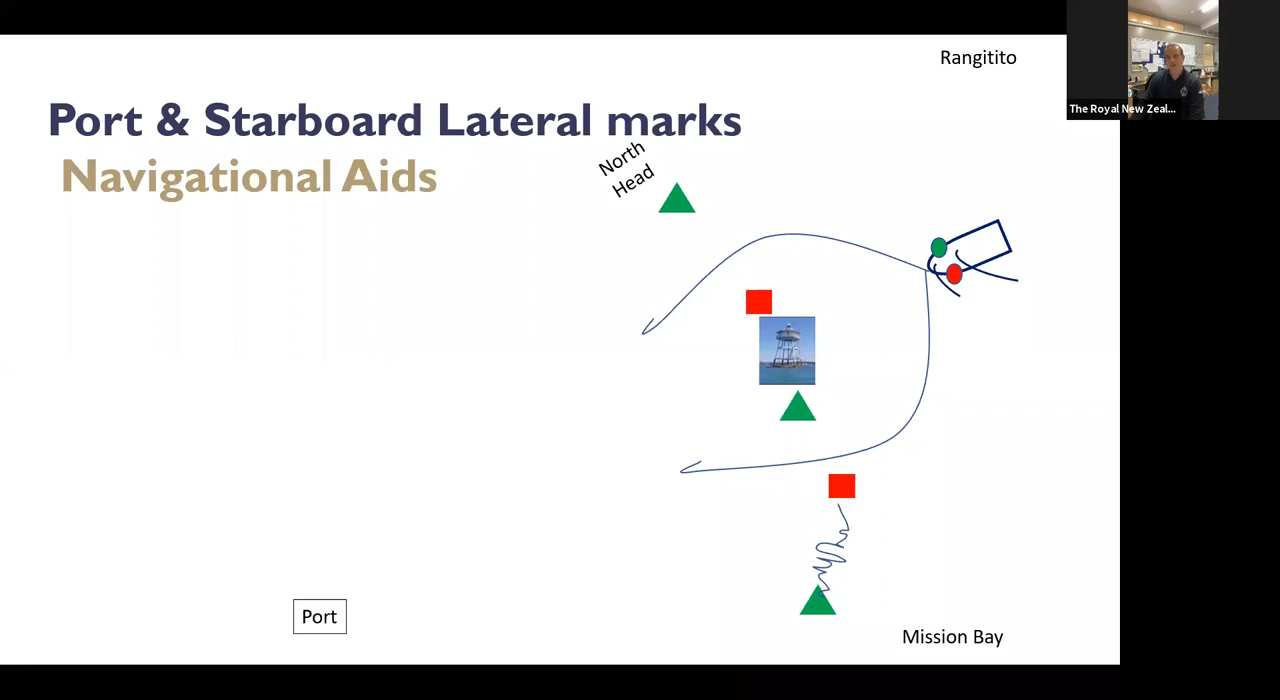 Rangitito
The Royal New Zeal...
Port & Starboard Lateral marks
Navigational Aids
North
Head
Port
Mission Bay